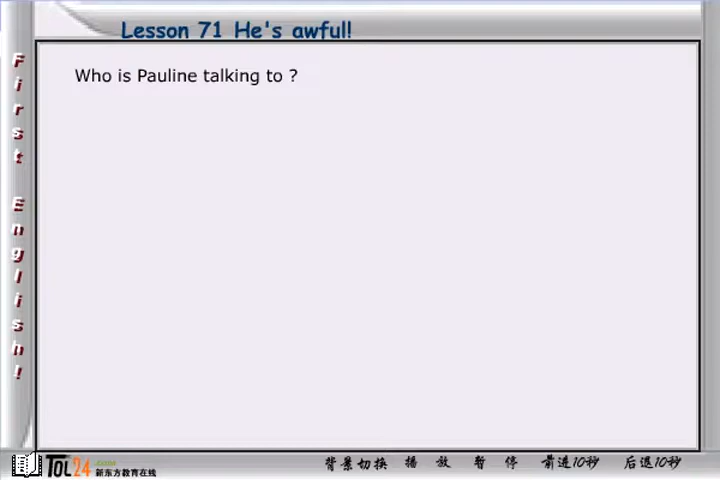 Lesson 71 He's awful!
Who is Pauline talking to ?
First English!
TOL24.com 新东方教育在线
背景切换 播 放 暂 停 前进10秒 后退10秒